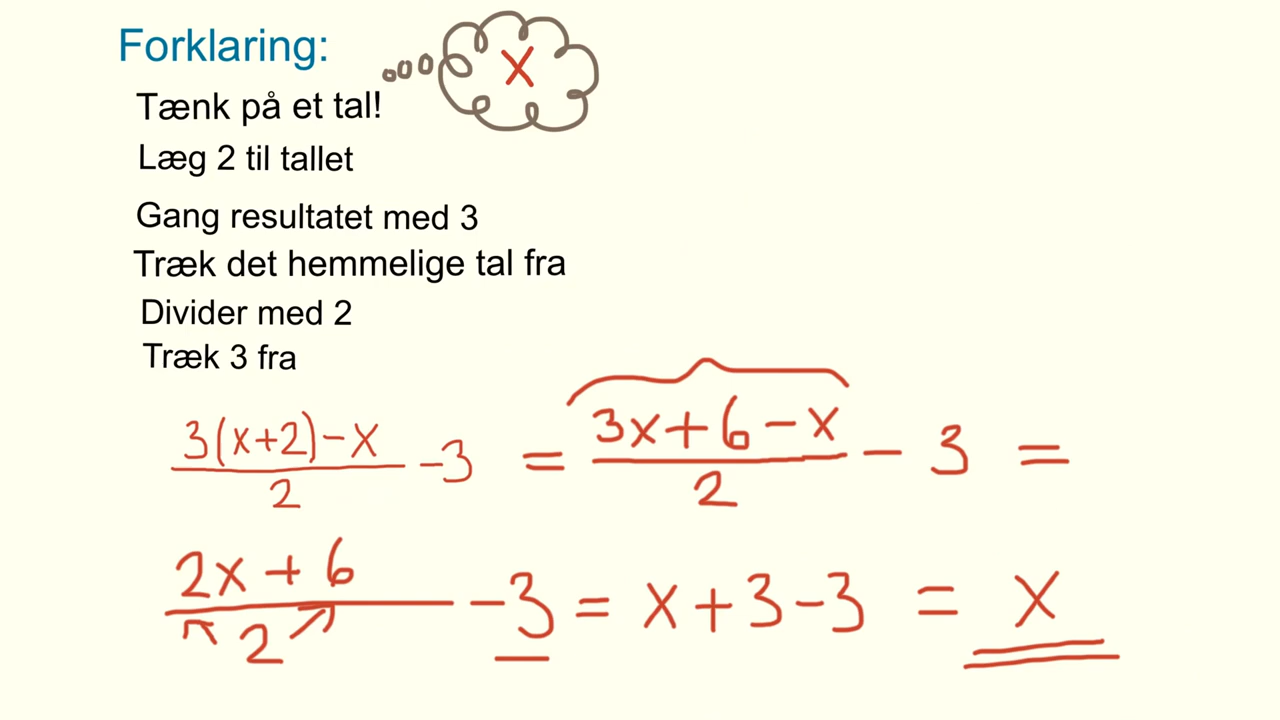 Forklaring:
X
Tænk på et tal!
Læg 2 til tallet
Gang resultatet med 3
Træk det hemmelige tal fra
Divider med 2
Træk 3 fra
3(x+2)-x / 2 -3 = 3x+6-x / 2 - 3 =
2x+6 / 2 -3 = x+3-3 = x